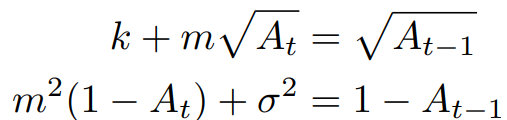 k + m√A_t = √A_{t−1}
m²(1 − A_t) + σ² = 1 − A_{t−1}